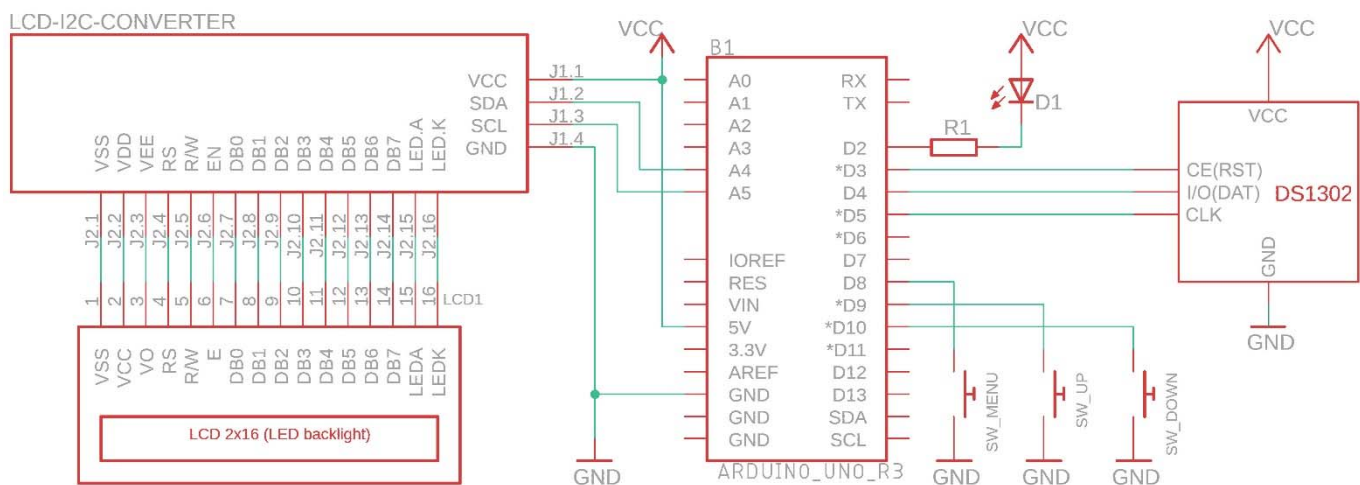 LCD-I2C-CONVERTER
VCC
SDA
SCL
GND
J1.1
J1.2
J1.3
J1.4
VSS
VDD
VEE
RS
R/W
EN
DB0
DB1
DB2
DB3
DB4
DB5
DB6
DB7
LED.A
LED.K
J2.1
J2.2
J2.3
J2.4
J2.5
J2.6
J2.7
J2.8
J2.9
J2.10
J2.11
J2.12
J2.13
J2.14
J2.15
J2.16
1
2
3
4
5
6
7
8
9
10
11
12
13
14
15
16
LCD1
VSS
VCC
VO
RS
R/W
E
DB0
DB1
DB2
DB3
DB4
DB5
DB6
DB7
LEDA
LEDK
LCD 2x16 (LED backlight)
VCC
GND
B1
A0
A1
A2
A3
A4
A5
IOREF
RES
VIN
5V
3.3V
AREF
GND
GND
GND
RX
TX
D2
*D3
D4
*D5
*D6
D7
D8
*D9
*D10
*D11
D12
D13
SDA
SCL
ARDUINO_UNO_R3
VCC
D1
R1
SW_MENU
SW_UP
SW_DOWN
GND
GND
GND
VCC
VCC
CE(RST)
I/O(DAT)
CLK
DS1302
GND
GND